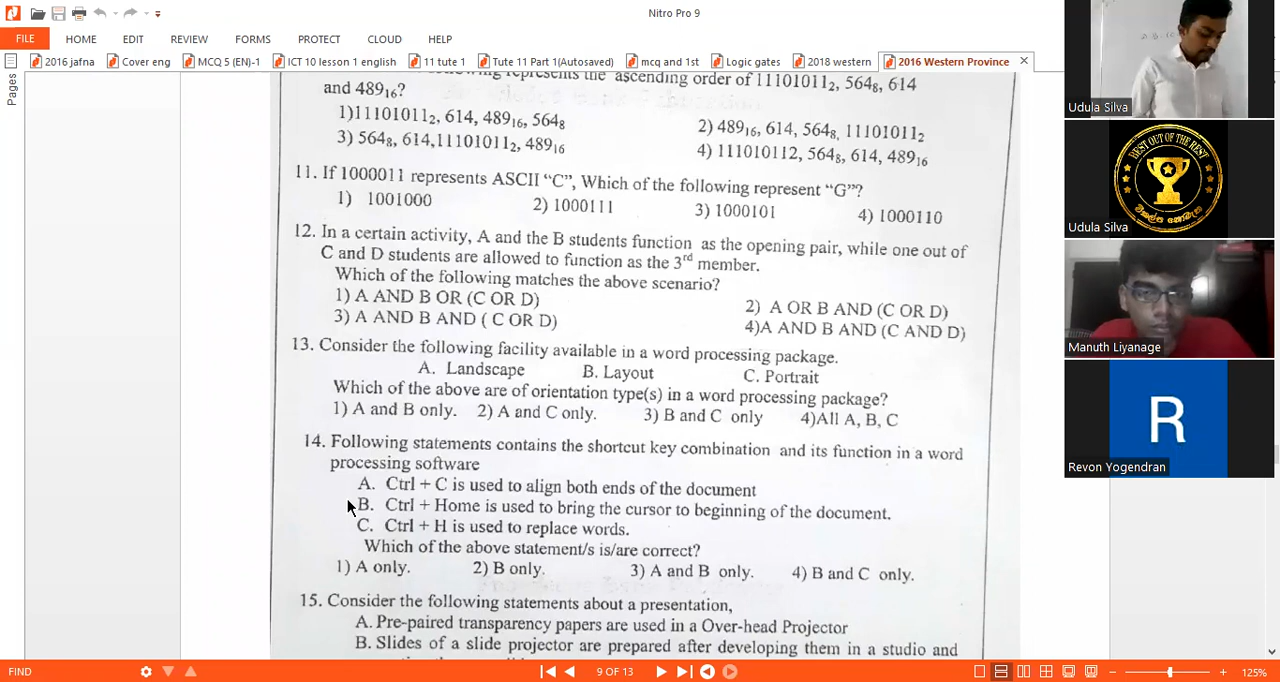 Nitro Pro 9
FILE
HOME
EDIT
REVIEW
FORMS
PROTECT
CLOUD
HELP
2016 jafna
Cover eng
MCQ 5 (EN)-1
ICT 10 lesson 1 english
11 tute 1
Tute 11 Part 1(Autosaved)
mcq and 1st
Logic gates
2018 western
2016 Western Province
Pages
represents the ascending order of 11101011₂, 564₈, 614
and 489₁₆?
1)11101011₂, 614, 489₁₆, 564₈
2) 489₁₆, 614, 564₈, 11101011₂
3) 564₈, 614,11101011₂, 489₁₆
4) 111010112, 564₈, 614, 489₁₆
11. If 1000011 represents ASCII “C”, Which of the following represent “G”?
1) 1001000
2) 1000111
3) 1000101
4) 1000110
12. In a certain activity, A and the B students function as the opening pair, while one out of
C and D students are allowed to function as the 3rd member.
Which of the following matches the above scenario?
1) A AND B OR (C OR D)
2) A OR B AND (C OR D)
3) A AND B AND ( C OR D)
4)A AND B AND (C AND D)
13. Consider the following facility available in a word processing package.
A. Landscape
B. Layout
C. Portrait
Which of the above are of orientation type(s) in a word processing package?
1) A and B only.
2) A and C only.
3) B and C only
4)All A, B, C
14. Following statements contains the shortcut key combination and its function in a word
processing software
A. Ctrl + C is used to align both ends of the document
B. Ctrl + Home is used to bring the cursor to beginning of the document.
C. Ctrl + H is used to replace words.
Which of the above statement/s is/are correct?
1) A only.
2) B only.
3) A and B only.
4) B and C only.
15. Consider the following statements about a presentation,
A. Pre-paired transparency papers are used in a Over-head Projector
B. Slides of a slide projector are prepared after developing them in a studio and
FIND
9 OF 13
125%
Udula Silva
BEST OUT OF THE REST
Udula Silva
Manuth Liyanage
R
Revon Yogendran